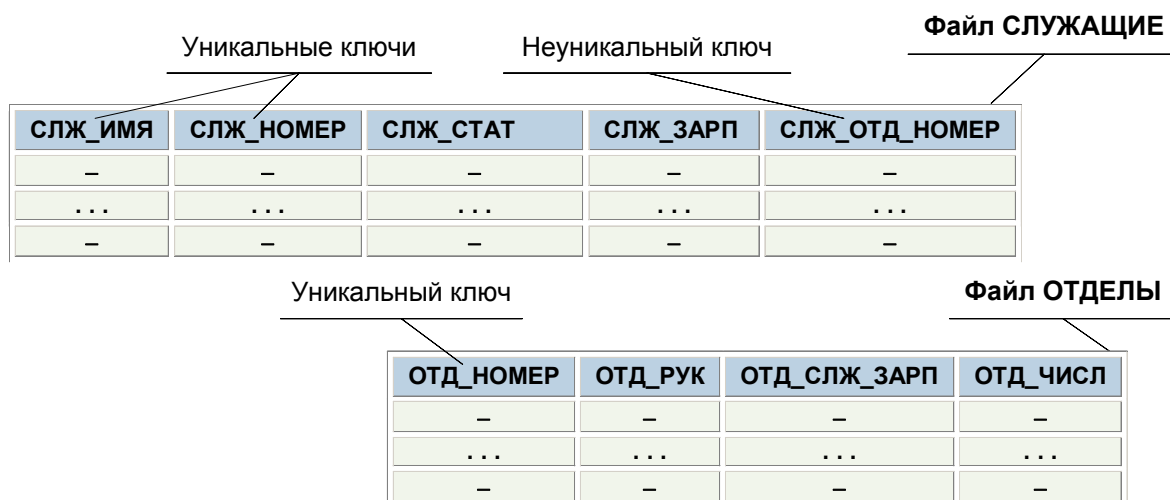 Файл СЛУЖАЩИЕ
Уникальные ключи Неуникальный ключ
СЛЖ_ИМЯ СЛЖ_НОМЕР СЛЖ_СТАТ СЛЖ_ЗАРП СЛЖ_ОТД_НОМЕР
– – – – –
. . . . . . . . . . . . . . .
– – – – –
Уникальный ключ Файл ОТДЕЛЫ
ОТД_НОМЕР ОТД_РУК ОТД_СЛЖ_ЗАРП ОТД_ЧИСЛ
– – – –
. . . . . . . . . . . .
– – – –